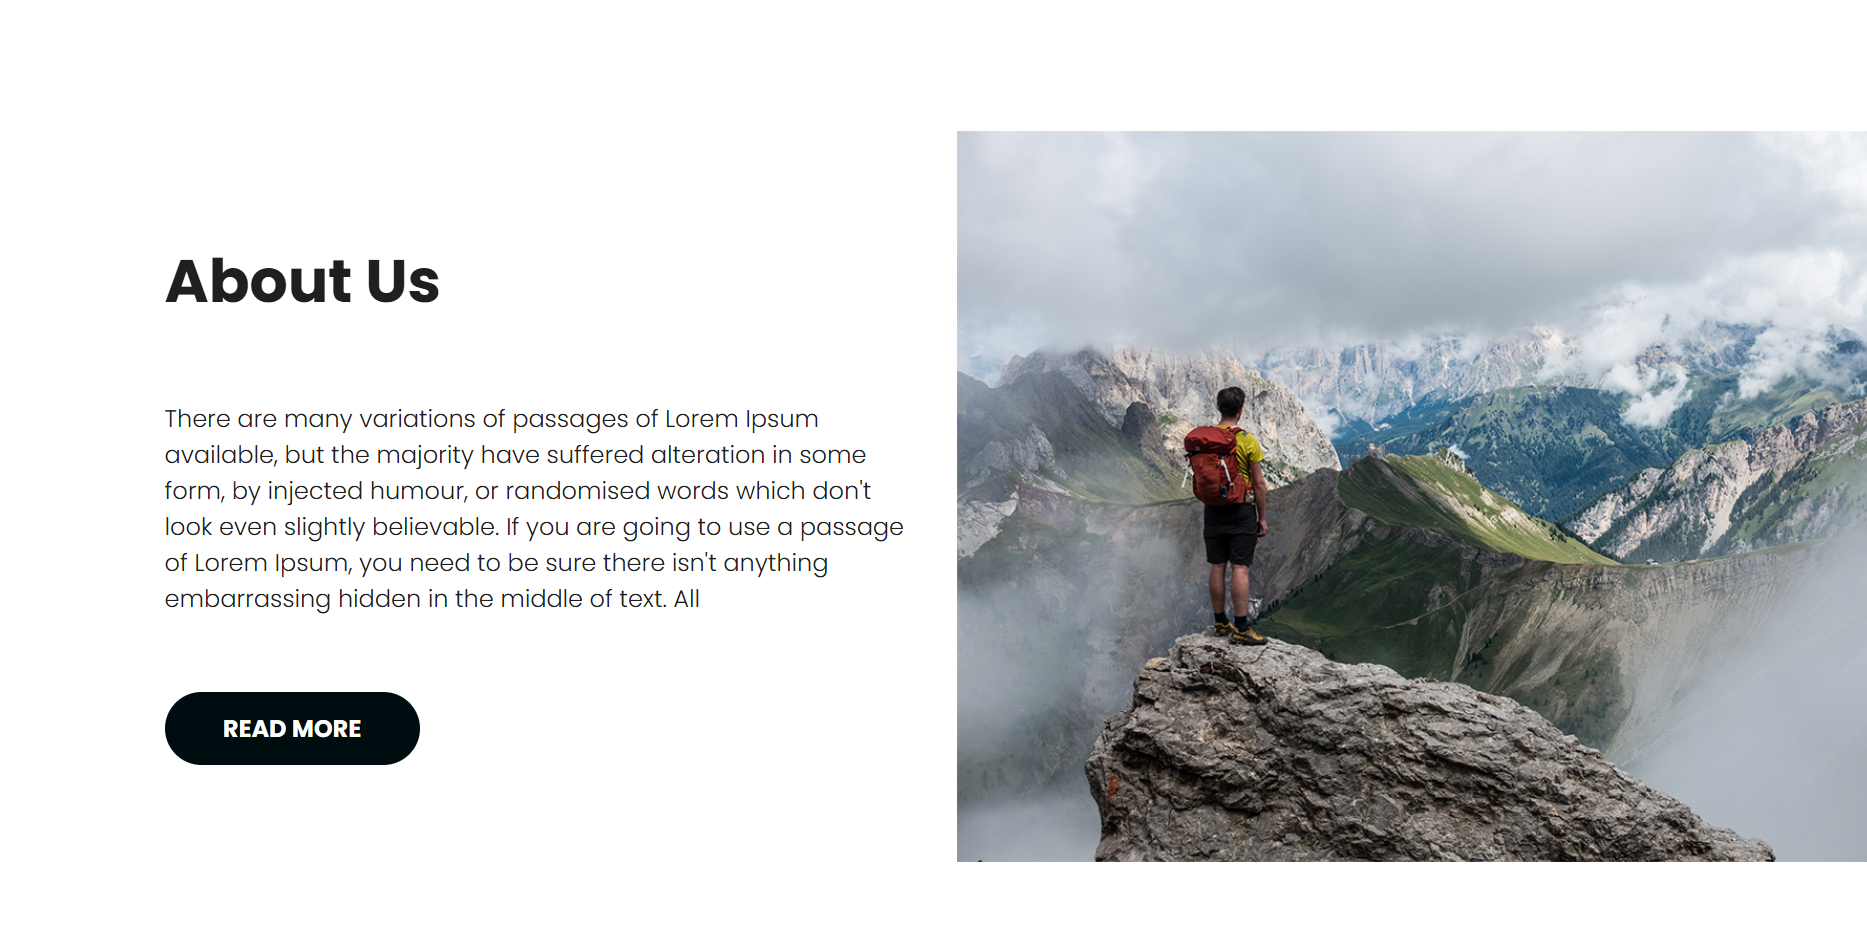 About Us
There are many variations of passages of Lorem Ipsum
available, but the majority have suffered alteration in some
form, by injected humour, or randomised words which don't
look even slightly believable. If you are going to use a passage
of Lorem Ipsum, you need to be sure there isn't anything
embarrassing hidden in the middle of text. All
READ MORE